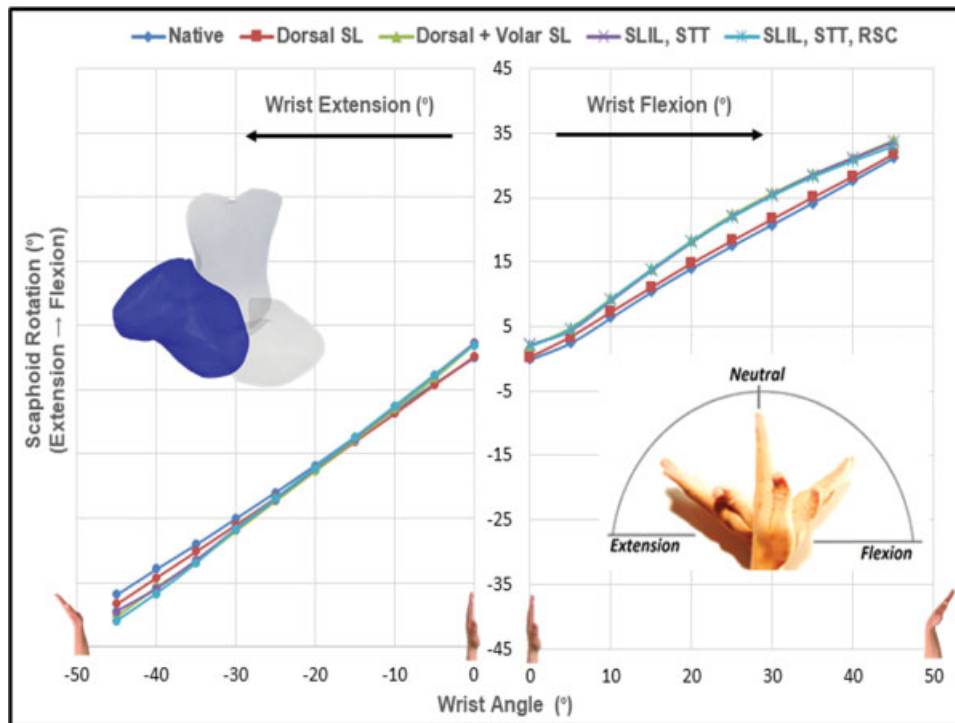 Native Dorsal SL Dorsal + Volar SL SLIL, STT SLIL, STT, RSC
Wrist Extension (°)
Wrist Flexion (°)
Scaphoid Rotation (°)
(Extension → Flexion)
45
35
25
15
5
-5
-15
-25
-35
-45
Neutral
Extension
Flexion
-50 -40 -30 -20 -10 0
0 10 20 30 40 50
Wrist Angle (°)